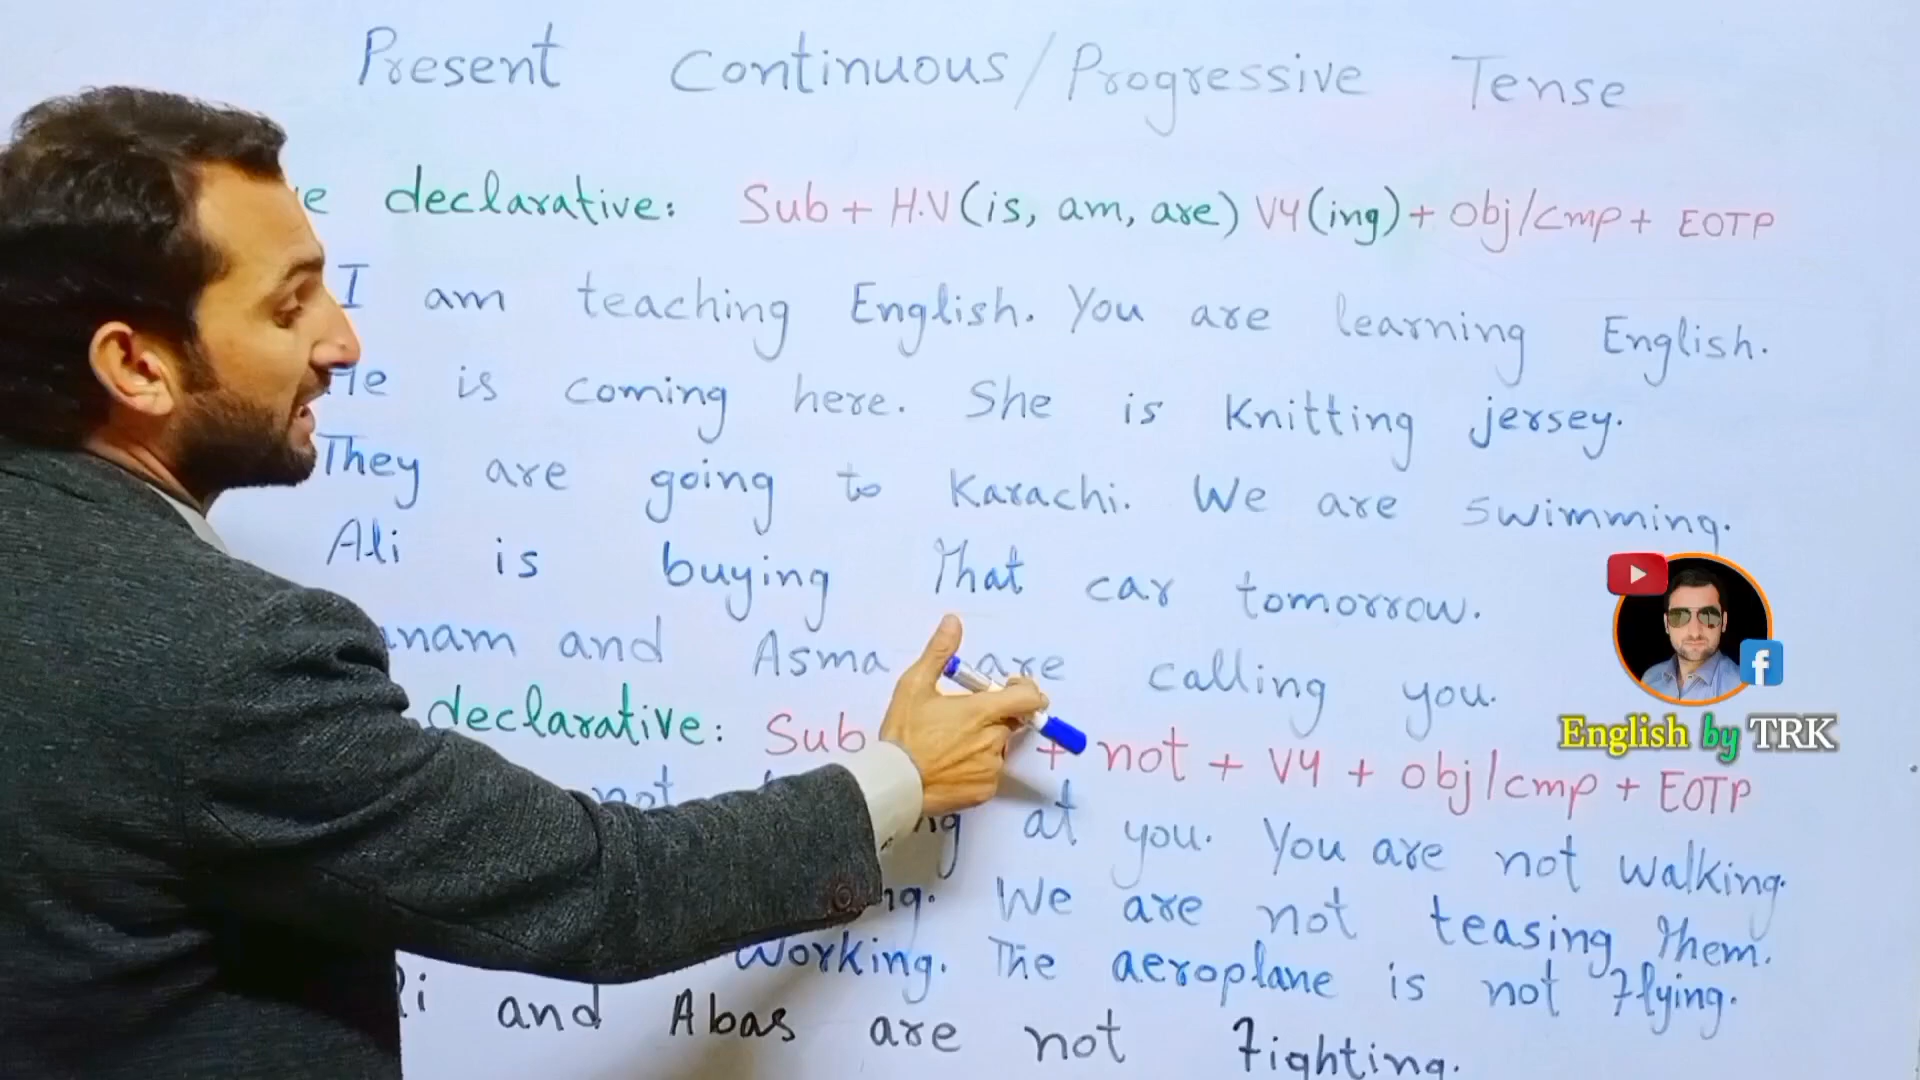 Present Continuous/Progressive Tense
declarative: Sub + H.V (is, am, are) V4 (ing) + Obj/cmp + EOTP
I am teaching English. You are learning English.
He is coming here. She is Knitting jersey.
They are going to Karachi. We are swimming.
Ali is buying That car tomorrow.
and Asma are calling you.
declarative: Sub + not + V4 + Obj/cmp + EOTP
not at you. You are not walking.
We are not teasing them.
Working. The aeroplane is not flying.
and Abas are not fighting.
English by TRK